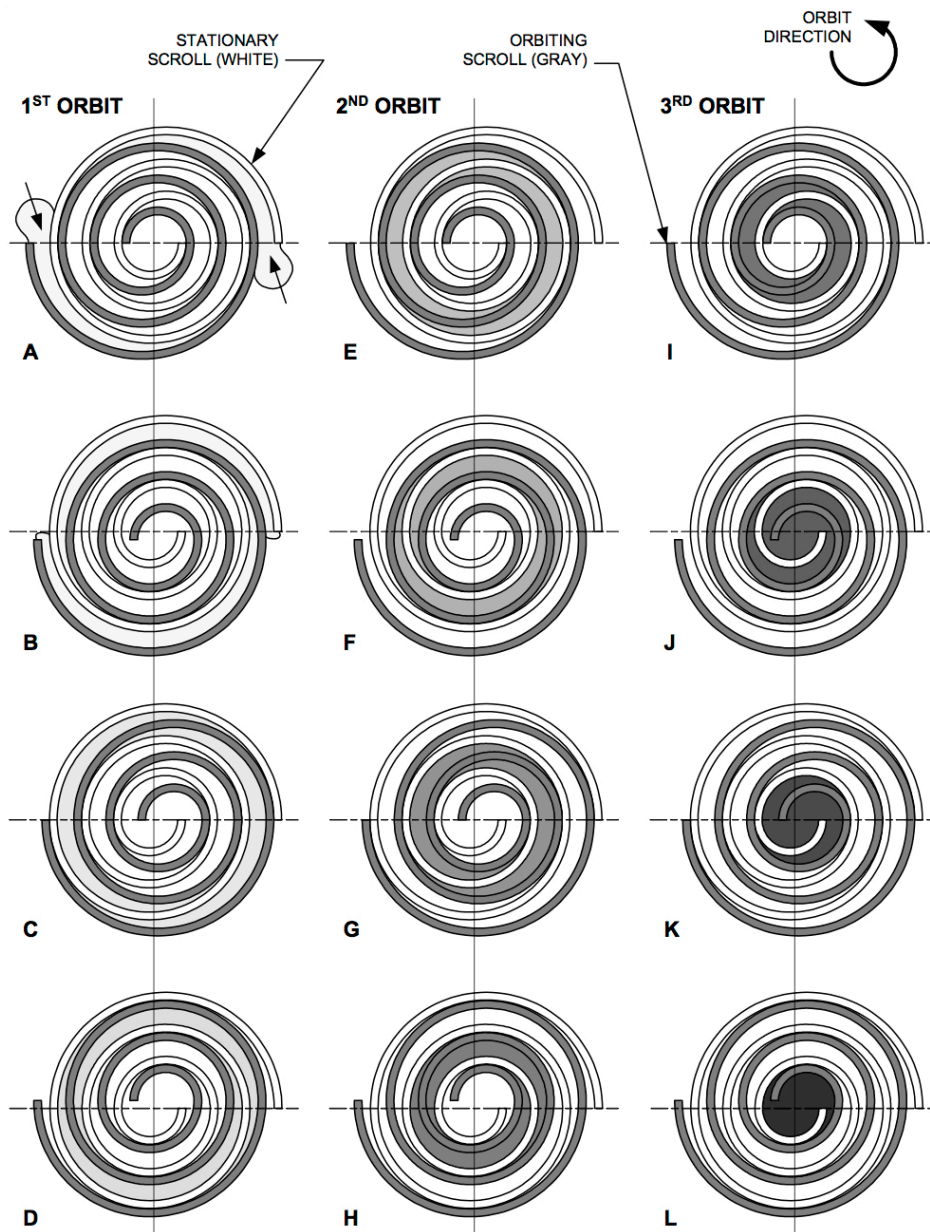 STATIONARY
SCROLL (WHITE)
ORBITING
SCROLL (GRAY)
ORBIT
DIRECTION
1ST ORBIT
2ND ORBIT
3RD ORBIT
A
E
I
B
F
J
C
G
K
D
H
L